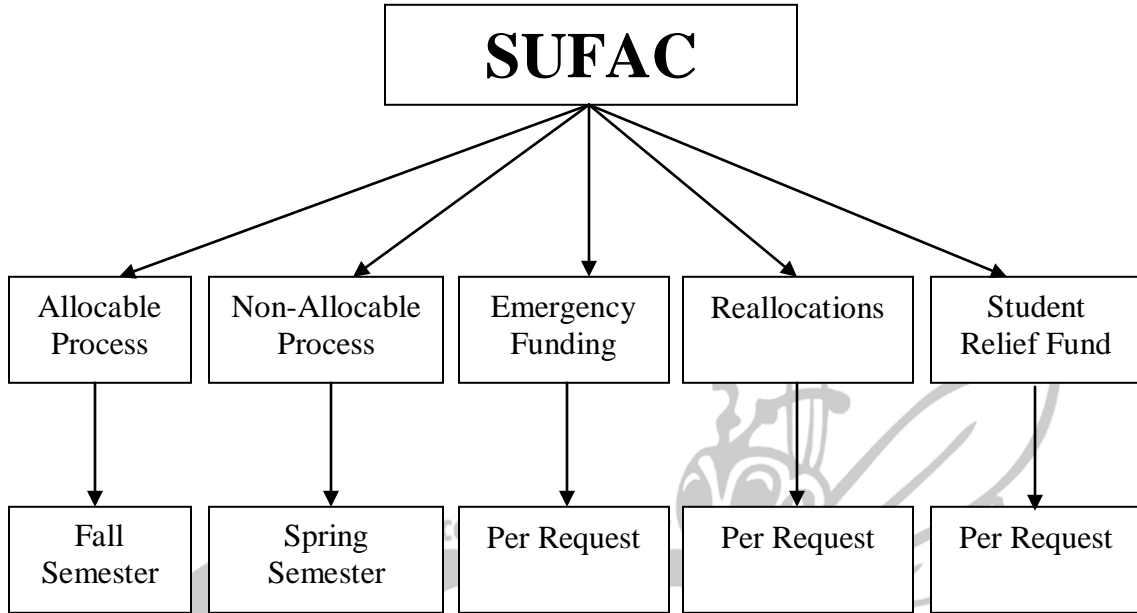 SUFAC
Allocable
Process
Non-Allocable
Process
Emergency
Funding
Reallocations
Student
Relief Fund
Fall
Semester
Spring
Semester
Per Request
Per Request
Per Request